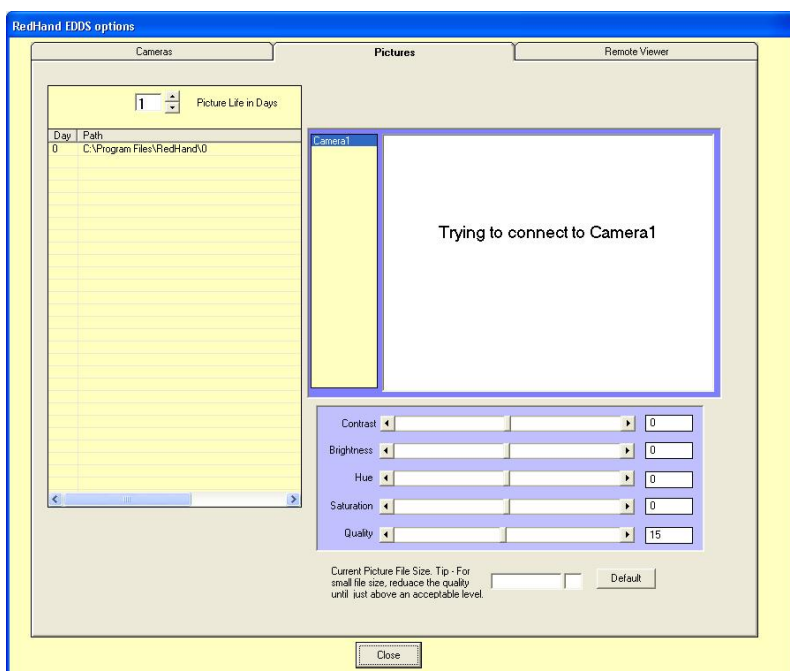 RedHand EDDS options
Cameras
Pictures
Remote Viewer
1
Picture Life in Days
Day Path
0 C:\Program Files\RedHand\0
Camera1
Trying to connect to Camera1
Contrast 0
Brightness 0
Hue 0
Saturation 0
Quality 15
Current Picture File Size. Tip - For
small file size, reduace the quality
until just above an acceptable level.
Default
Close